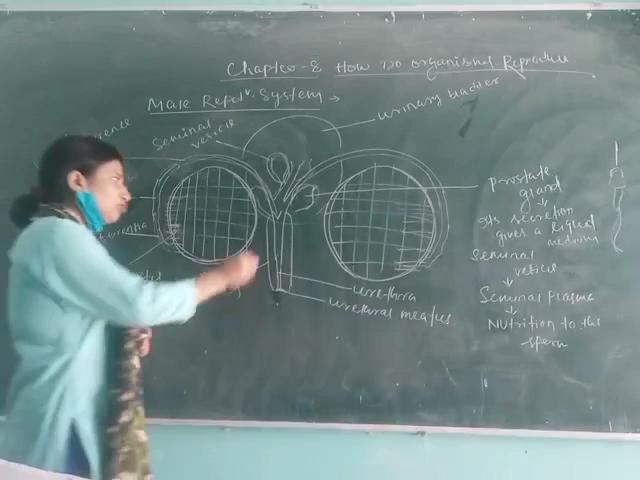 Chapter-8 How Do Organisms Reproduce
Male Repdv. System →
urinary bladder
Seminal
vesicle
Prostate
gland
↓
Its secretion
gives a liquid
medium
Seminal
vesicle
↓
Seminal plasma
↓
Nutrition to the
sperm
urethra
urethral meatus